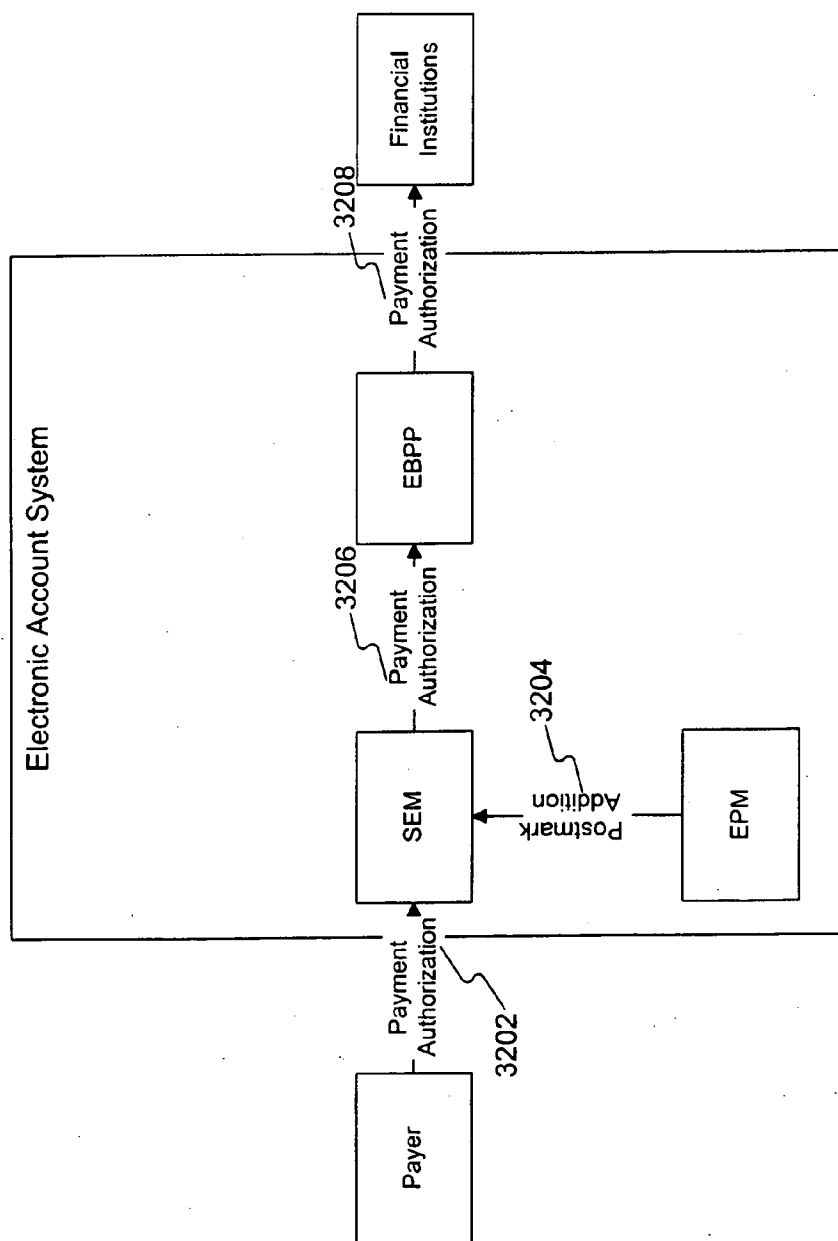 Electronic Account System
Payer
Payment
Authorization
3202
SEM
Postmark
Addition
3204
EPM
Payment
Authorization
3206
EBPP
Payment
Authorization
3208
Financial
Institutions